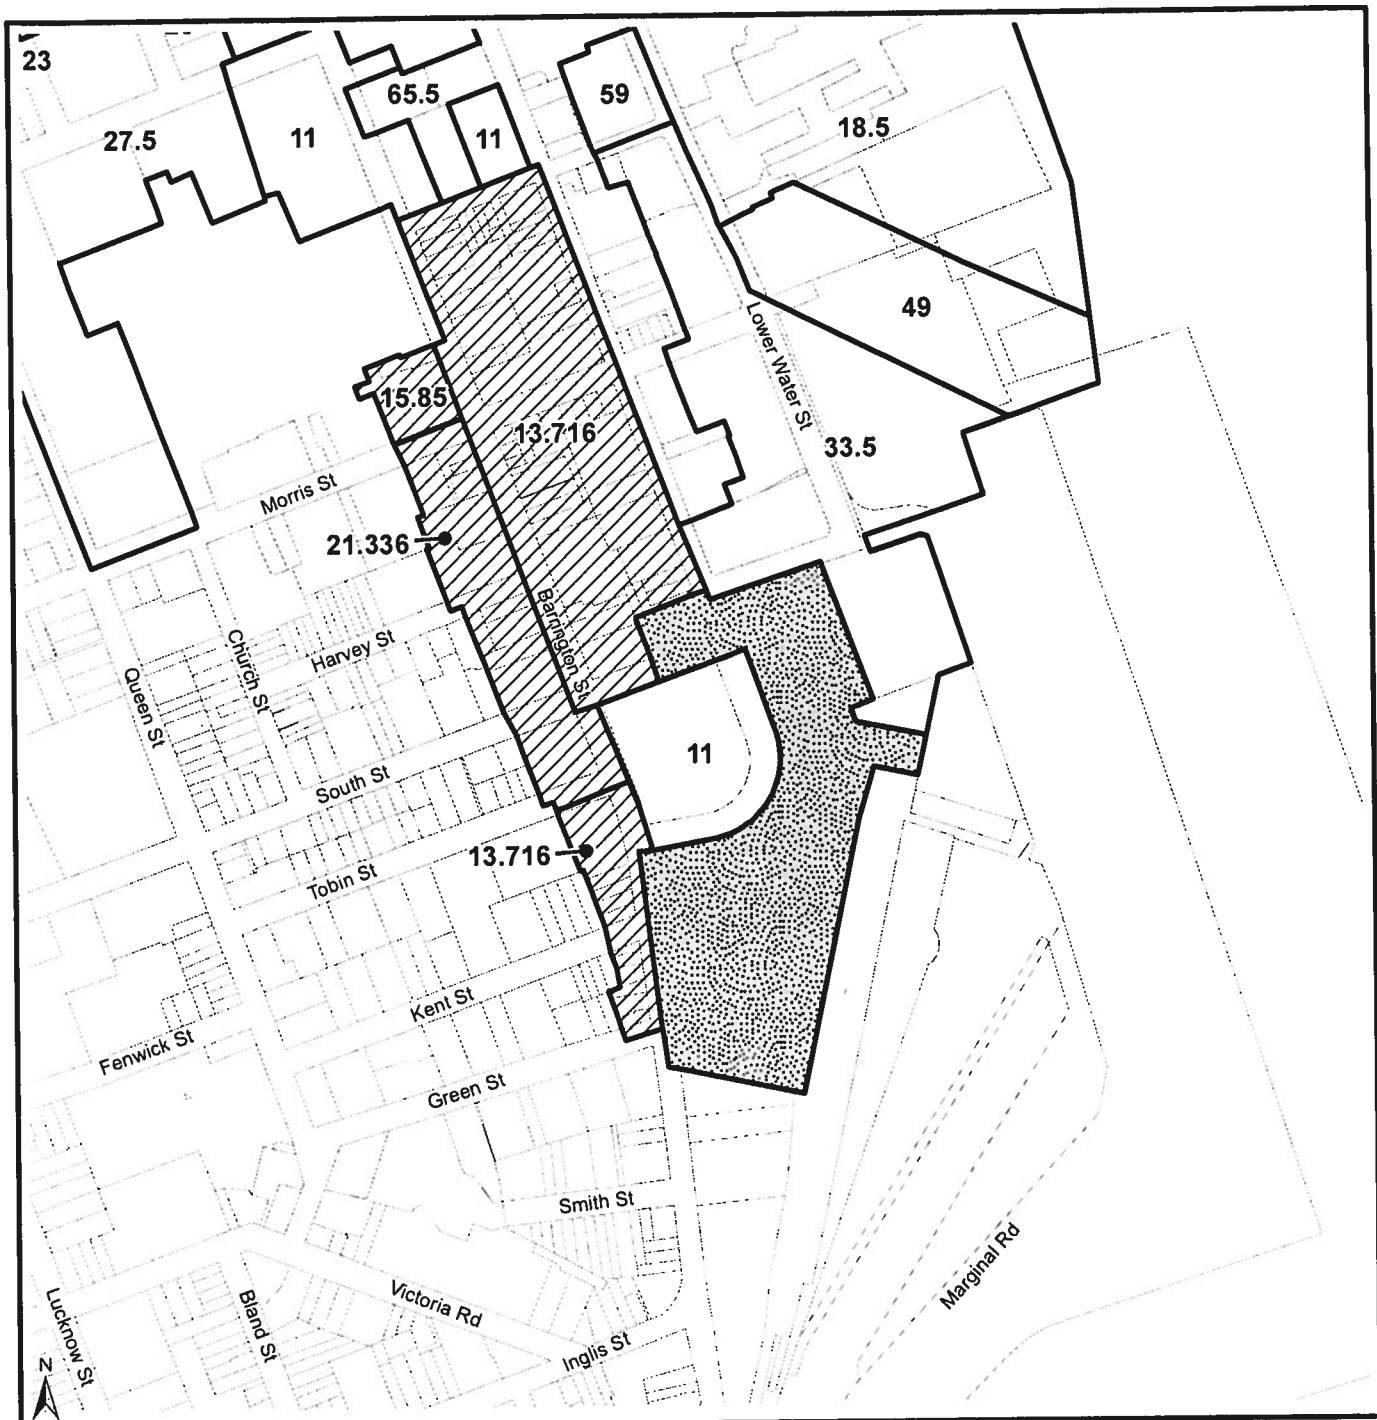 23
65.5
59
27.5
11
11
18.5
49
Lower Water St
15.85
13.716
33.5
Morris St
21.336
Barrington St
Church St
Harvey St
Queen St
11
South St
13.716
Tobin St
Kent St
Fenwick St
Green St
Smith St
Marginal Rd
Victoria Rd
Lucknow St
Bland St
Inglis St
N